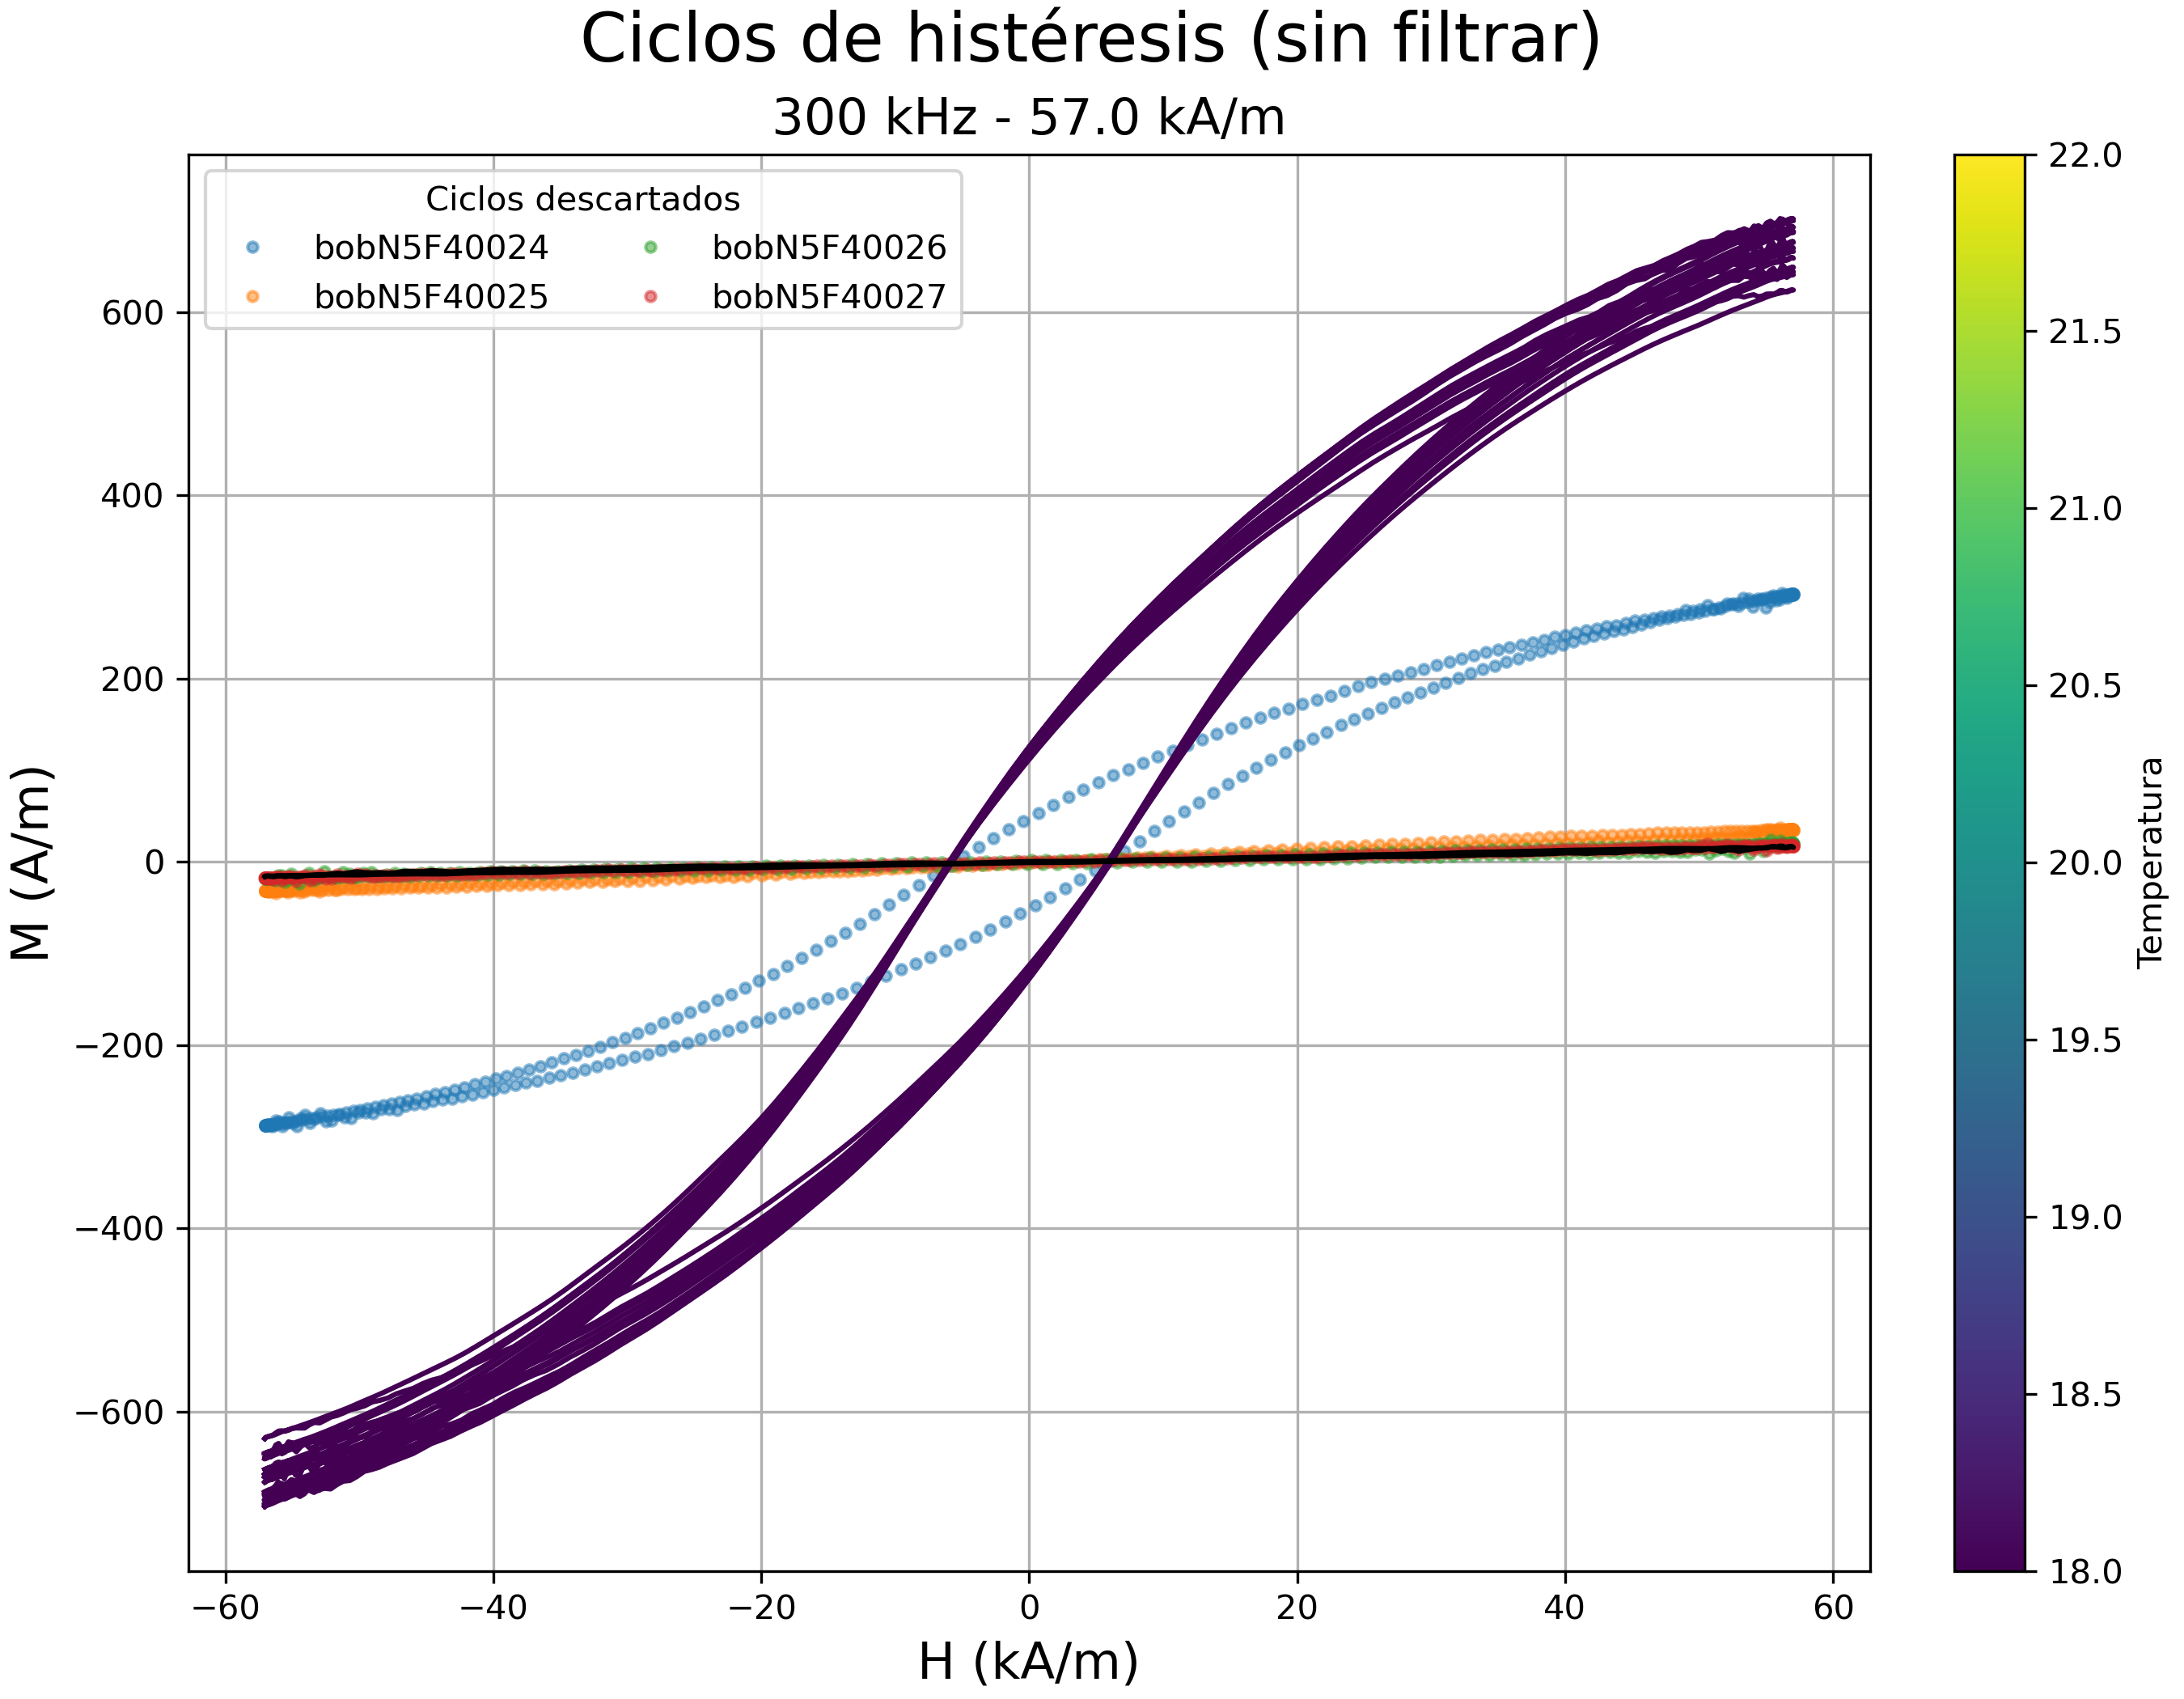 Ciclos de histéresis (sin filtrar)
300 kHz - 57.0 kA/m
Ciclos descartados
bobN5F40024
bobN5F40025
bobN5F40026
bobN5F40027
M (A/m)
600
400
200
0
−200
−400
−600
−60
−40
−20
0
20
40
60
H (kA/m)
22.0
21.5
21.0
20.5
20.0
19.5
19.0
18.5
18.0
Temperatura